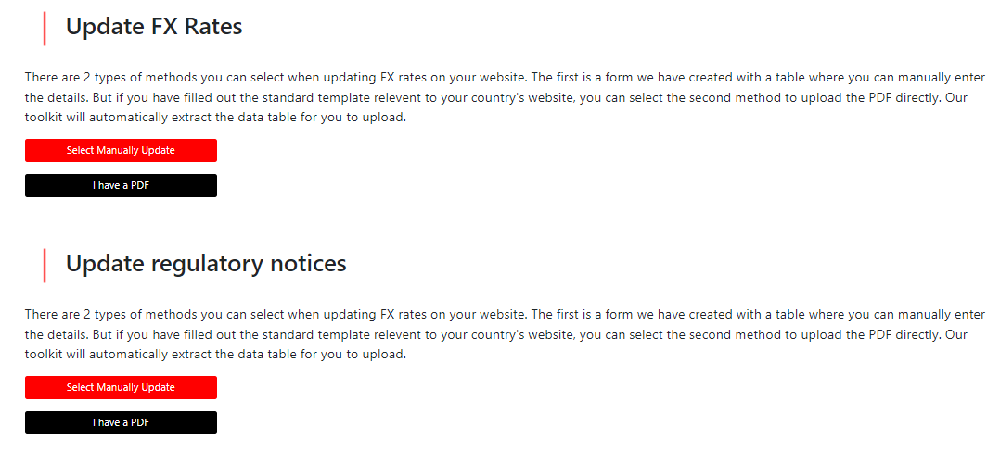 Update FX Rates
There are 2 types of methods you can select when updating FX rates on your website. The first is a form we have created with a table where you can manually enter
the details. But if you have filled out the standard template relevent to your country's website, you can select the second method to upload the PDF directly. Our
toolkit will automatically extract the data table for you to upload.
Select Manually Update
I have a PDF
Update regulatory notices
There are 2 types of methods you can select when updating FX rates on your website. The first is a form we have created with a table where you can manually enter
the details. But if you have filled out the standard template relevent to your country's website, you can select the second method to upload the PDF directly. Our
toolkit will automatically extract the data table for you to upload.
Select Manually Update
I have a PDF